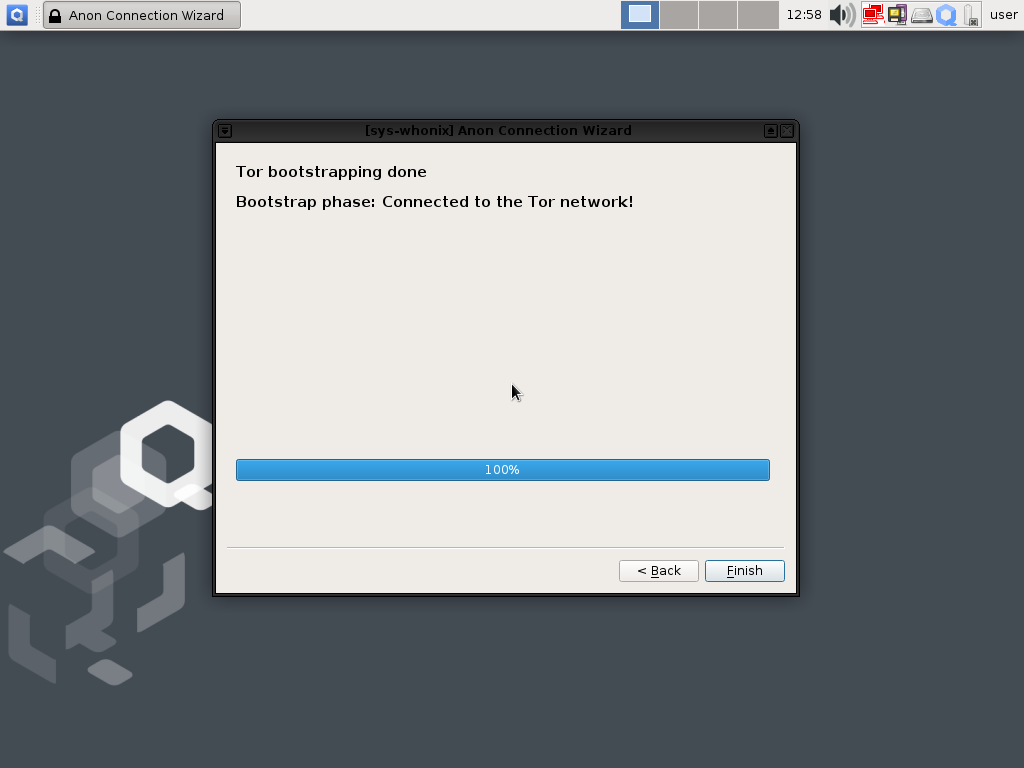 Anon Connection Wizard
12:58
user
[sys-whonix] Anon Connection Wizard
Tor bootstrapping done
Bootstrap phase: Connected to the Tor network!
100%
< Back
Finish